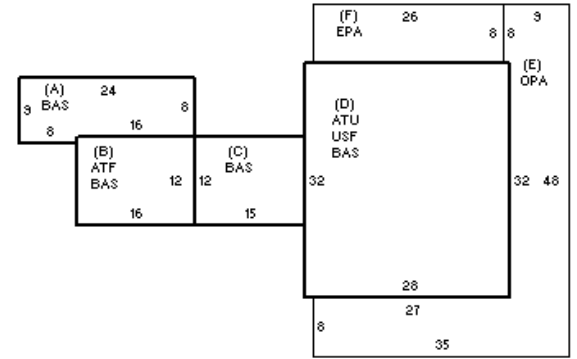 (F) 26 9
EPA 8 8
(E)
OPA
(A) 24
BAS 8
9
8 16
(D)
ATU
USF
BAS
(B) (C)
ATF BAS
BAS 12 12
32 32 48
16 15
28
27
8
35